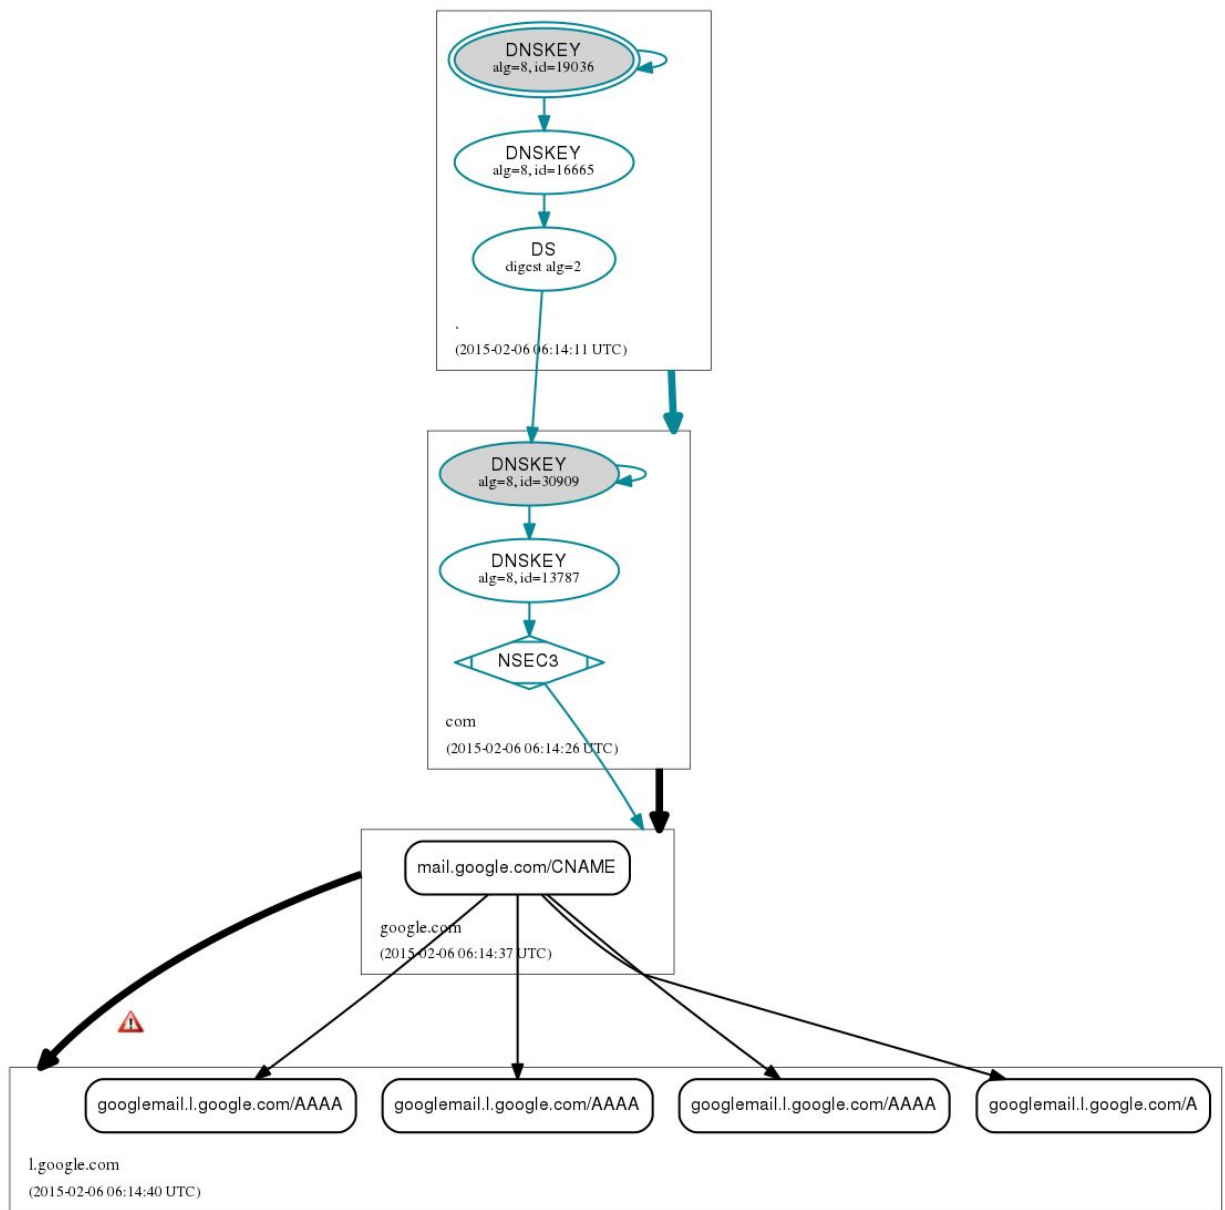 DNSKEY
alg=8, id=19036
DNSKEY
alg=8, id=16665
DS
digest alg=2
.
(2015-02-06 06:14:11 UTC)
DNSKEY
alg=8, id=30909
DNSKEY
alg=8, id=13787
NSEC3
com
(2015-02-06 06:14:26 UTC)
mail.google.com/CNAME
google.com
(2015-02-06 06:14:37 UTC)
googlemail.l.google.com/AAAA
googlemail.l.google.com/AAAA
googlemail.l.google.com/AAAA
googlemail.l.google.com/A
l.google.com
(2015-02-06 06:14:40 UTC)